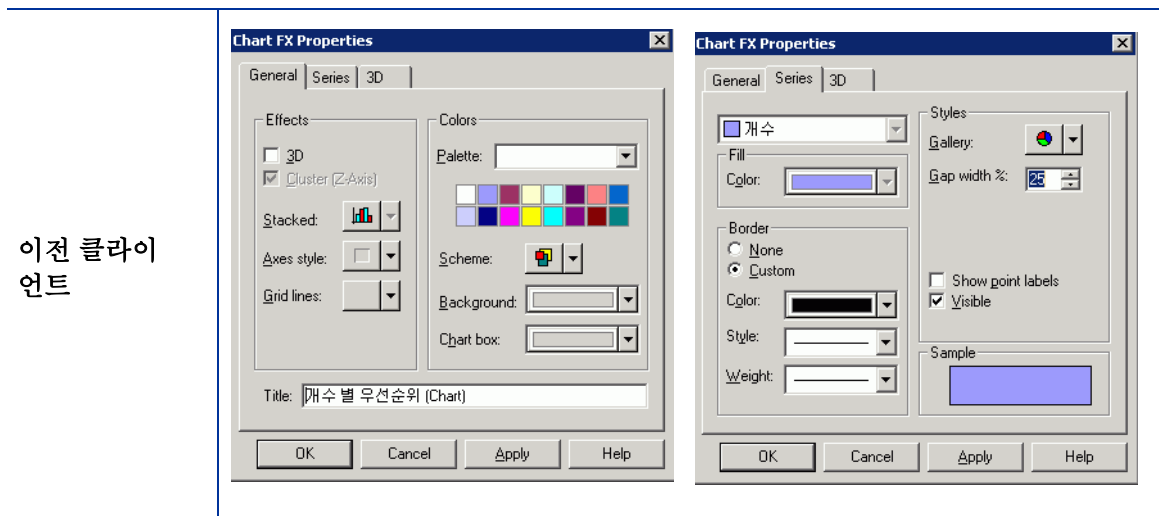 이전 클라이
언트
Chart FX Properties
General Series 3D
Effects
3D
Cluster (Z-Axis)
Stacked:
Axes style:
Grid lines:
Colors
Palette:
Scheme:
Background:
Chart box:
Title: 개수 별 우선순위 (Chart)
OK Cancel Apply Help
Chart FX Properties
General Series 3D
개수
Fill
Color:
Border
None
Custom
Color:
Style:
Weight:
Styles
Gallery:
Gap width %: 25
Show point labels
Visible
Sample
OK Cancel Apply Help